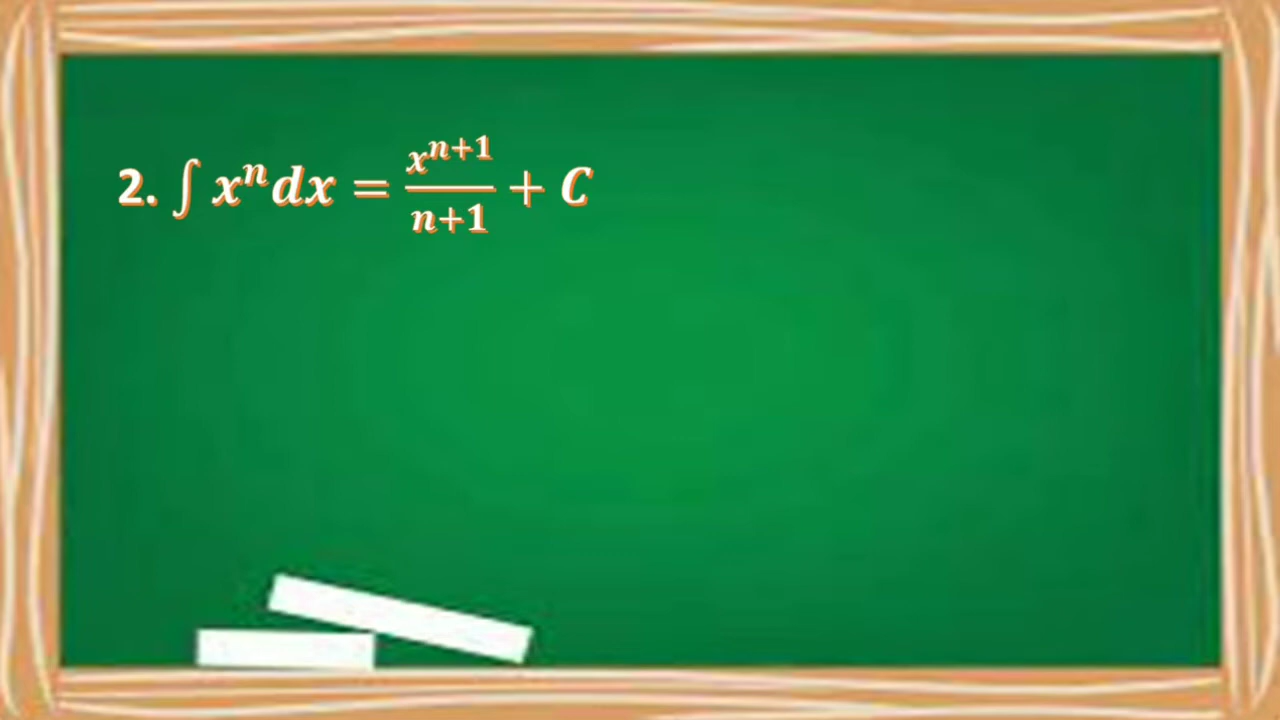 2. ∫ xⁿdx = xⁿ⁺¹/n+1 + C